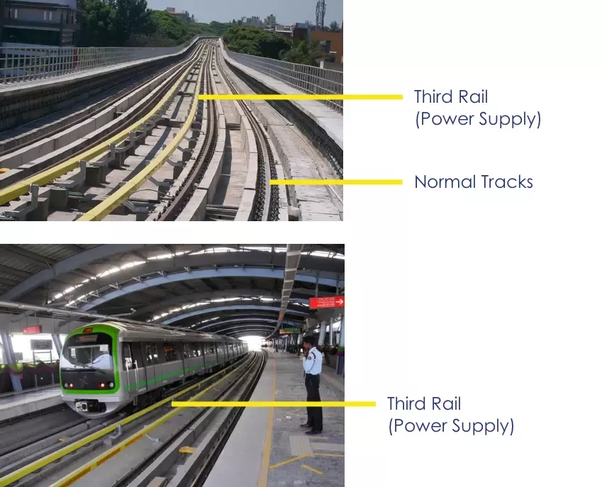 Third Rail
(Power Supply)
Normal Tracks
Third Rail
(Power Supply)